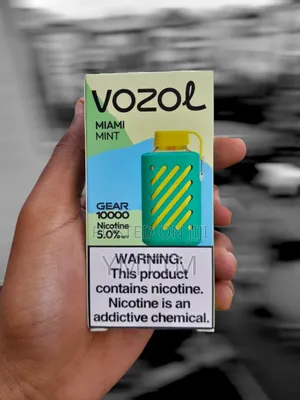 VOZOL
MIAMI
MINT
GEAR
10000
Nicotine
5.0%
WARNING:
This product
contains nicotine.
Nicotine is an
addictive chemical.